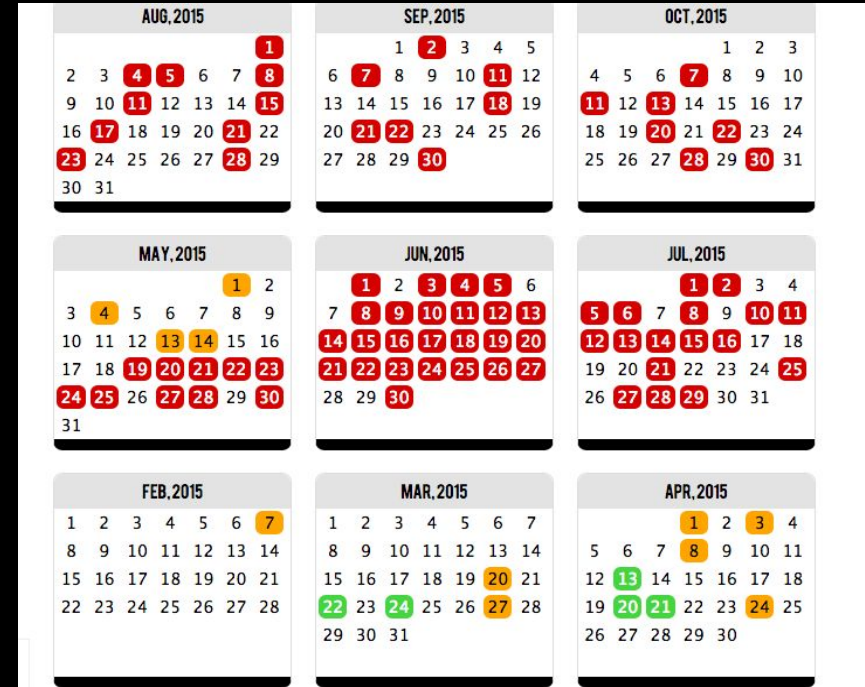 AUG, 2015
1
2 3 4 5 6 7 8
9 10 11 12 13 14 15
16 17 18 19 20 21 22
23 24 25 26 27 28 29
30 31
SEP, 2015
1 2 3 4 5
6 7 8 9 10 11 12
13 14 15 16 17 18 19
20 21 22 23 24 25 26
27 28 29 30
OCT, 2015
1 2 3
4 5 6 7 8 9 10
11 12 13 14 15 16 17
18 19 20 21 22 23 24
25 26 27 28 29 30 31
MAY, 2015
1 2
3 4 5 6 7 8 9
10 11 12 13 14 15 16
17 18 19 20 21 22 23
24 25 26 27 28 29 30
31
JUN, 2015
1 2 3 4 5 6
7 8 9 10 11 12 13
14 15 16 17 18 19 20
21 22 23 24 25 26 27
28 29 30
JUL, 2015
1 2 3 4
5 6 7 8 9 10 11
12 13 14 15 16 17 18
19 20 21 22 23 24 25
26 27 28 29 30 31
FEB, 2015
1 2 3 4 5 6 7
8 9 10 11 12 13 14
15 16 17 18 19 20 21
22 23 24 25 26 27 28
MAR, 2015
1 2 3 4 5 6 7
8 9 10 11 12 13 14
15 16 17 18 19 20 21
22 23 24 25 26 27 28
29 30 31
APR, 2015
1 2 3 4
5 6 7 8 9 10 11
12 13 14 15 16 17 18
19 20 21 22 23 24 25
26 27 28 29 30